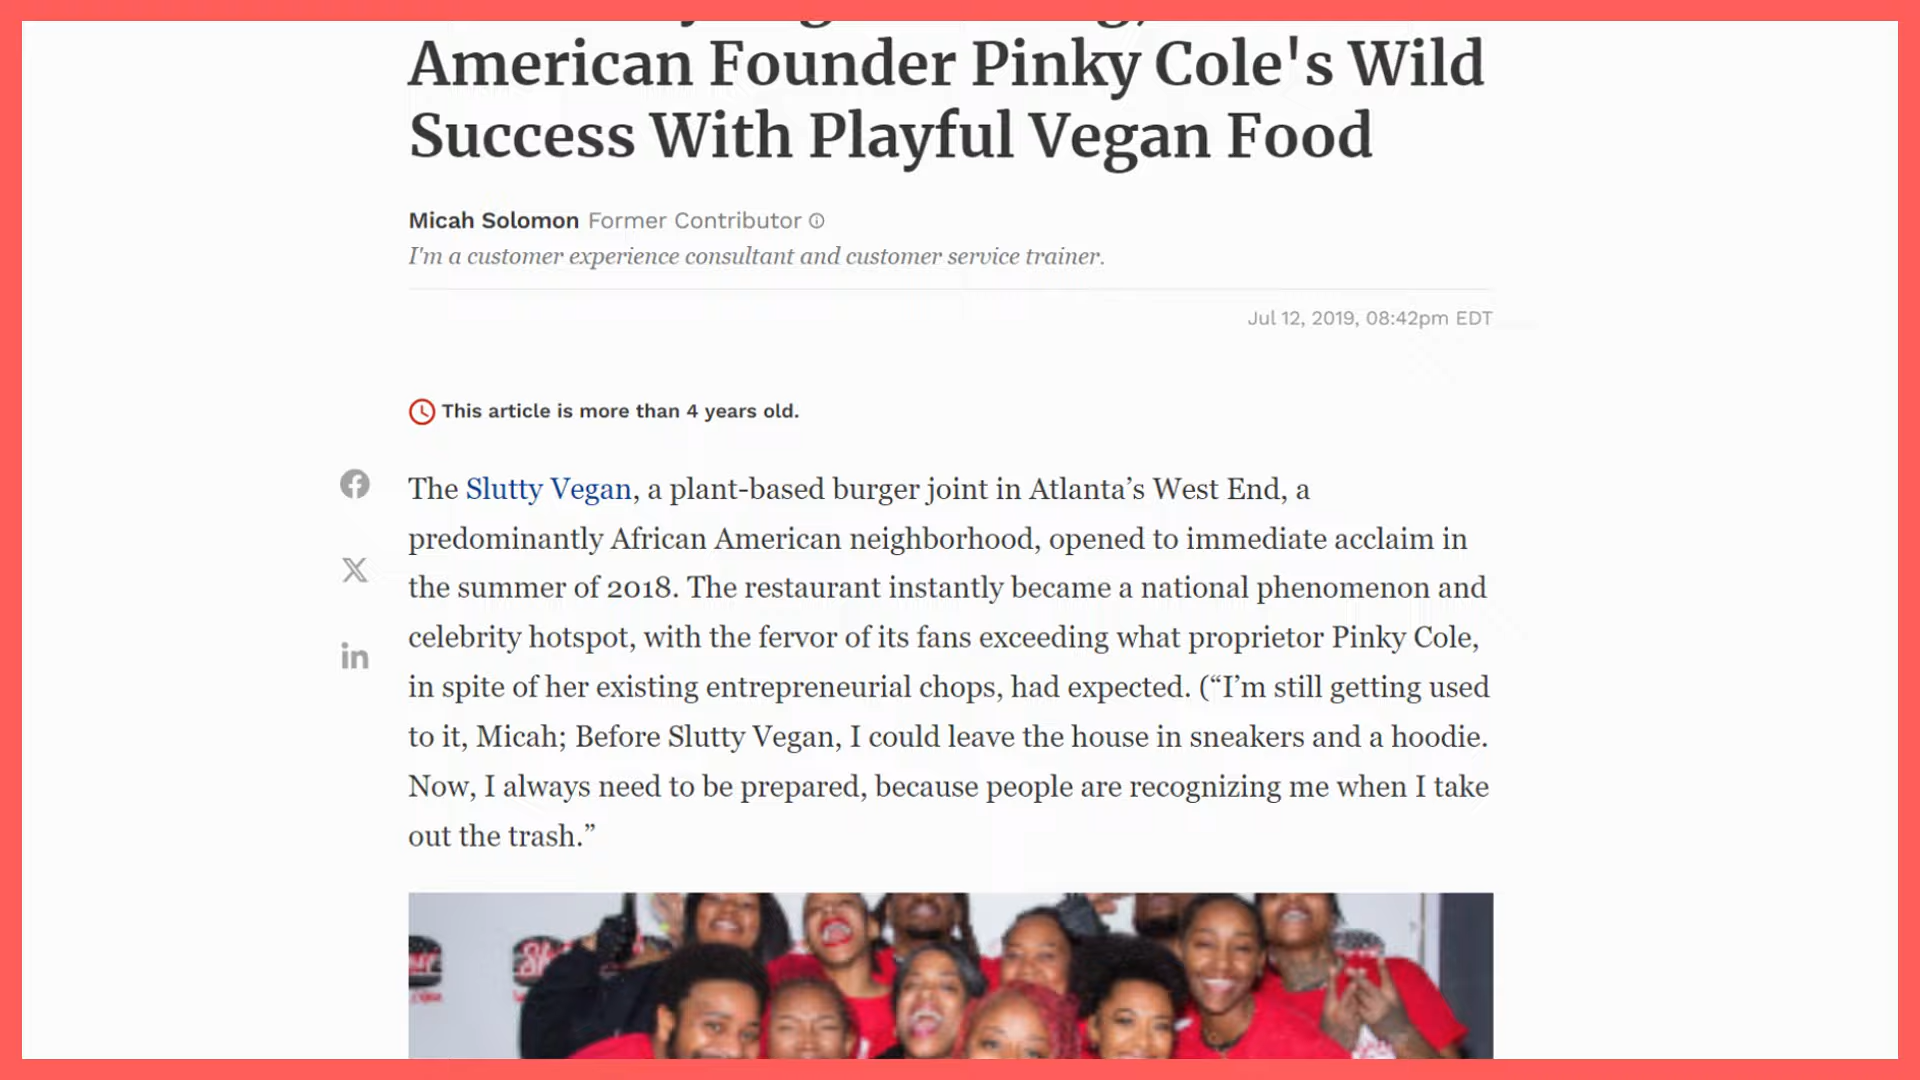 American Founder Pinky Cole's Wild
Success With Playful Vegan Food
Micah Solomon Former Contributor
I'm a customer experience consultant and customer service trainer.
Jul 12, 2019, 08:42pm EDT
This article is more than 4 years old.
The Slutty Vegan, a plant-based burger joint in Atlanta’s West End, a
predominantly African American neighborhood, opened to immediate acclaim in
the summer of 2018. The restaurant instantly became a national phenomenon and
celebrity hotspot, with the fervor of its fans exceeding what proprietor Pinky Cole,
in spite of her existing entrepreneurial chops, had expected. (“I’m still getting used
to it, Micah; Before Slutty Vegan, I could leave the house in sneakers and a hoodie.
Now, I always need to be prepared, because people are recognizing me when I take
out the trash.”